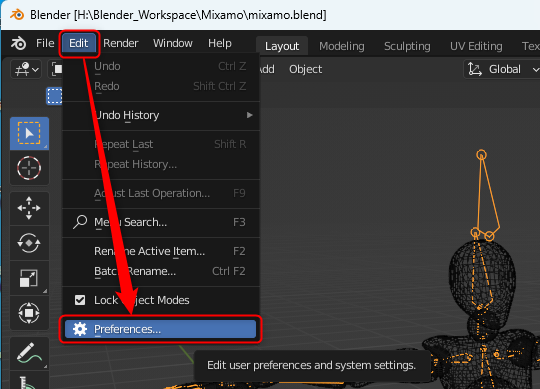 Blender [H:\Blender_Workspace\Mixamo\mixamo.blend]
File Edit Render Window Help Layout Modeling Sculpting UV Editing Tex
Add Object Global
Undo Ctrl Z
Redo Shift Ctrl Z
Undo History
Repeat Last Shift R
Repeat History...
Adjust Last Operation... F9
Menu Search... F3
Rename Active Item... F2
Batch Rename... Ctrl F2
Lock Object Modes
Preferences...
Edit user preferences and system settings.